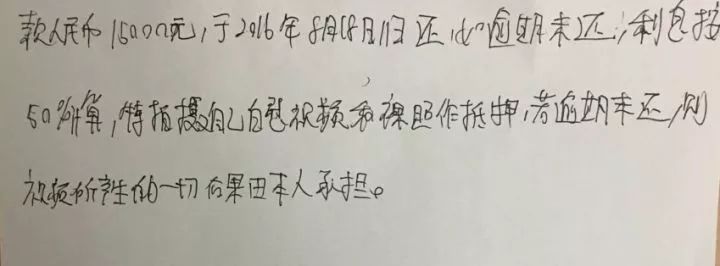 款人民币15000元,于2016年8月18日归还,如逾期未还,利息按
50%计算,特拍摄自己自慰视频和裸照作抵押,若逾期未还,则
视频所产生的一切后果由本人承担。